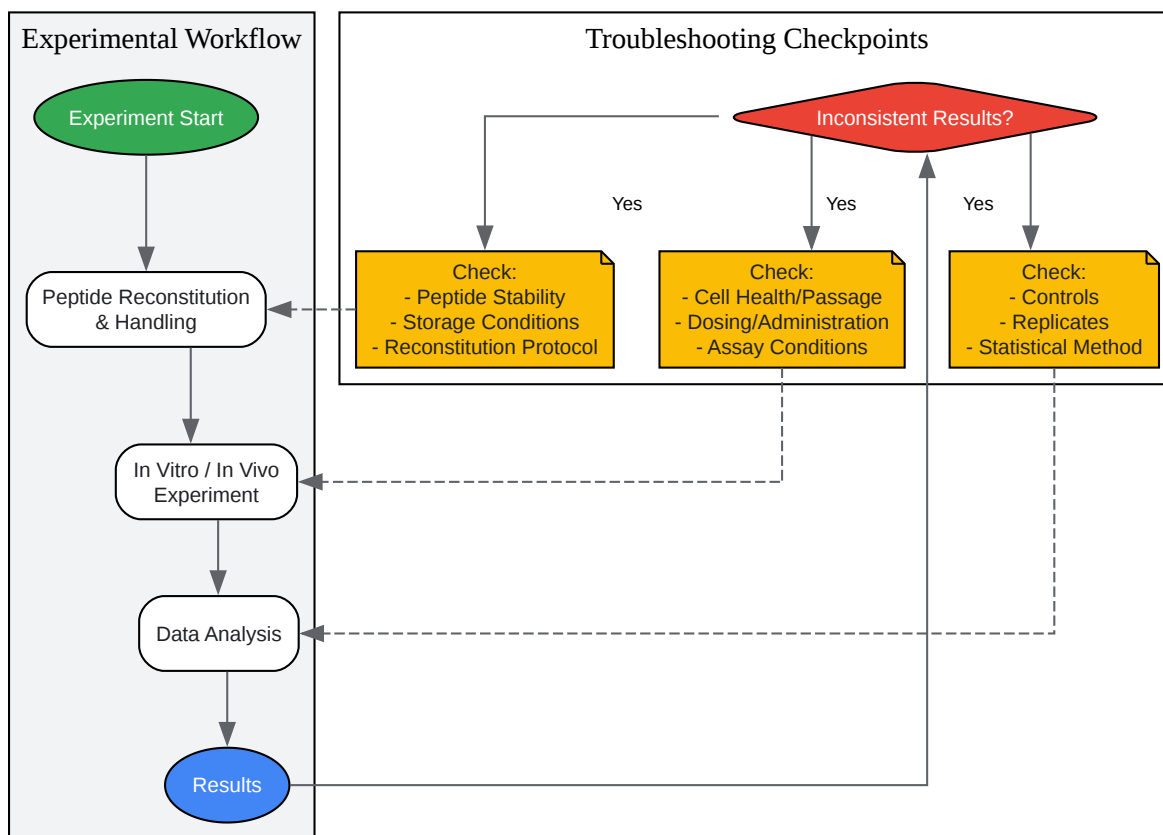 Experimental Workflow
Troubleshooting Checkpoints
Experiment Start
Inconsistent Results?
Yes
Yes
Yes
Peptide Reconstitution
& Handling
Check:
- Peptide Stability
- Storage Conditions
- Reconstitution Protocol
Check:
- Cell Health/Passage
- Dosing/Administration
- Assay Conditions
Check:
- Controls
- Replicates
- Statistical Method
In Vitro / In Vivo
Experiment
Data Analysis
Results